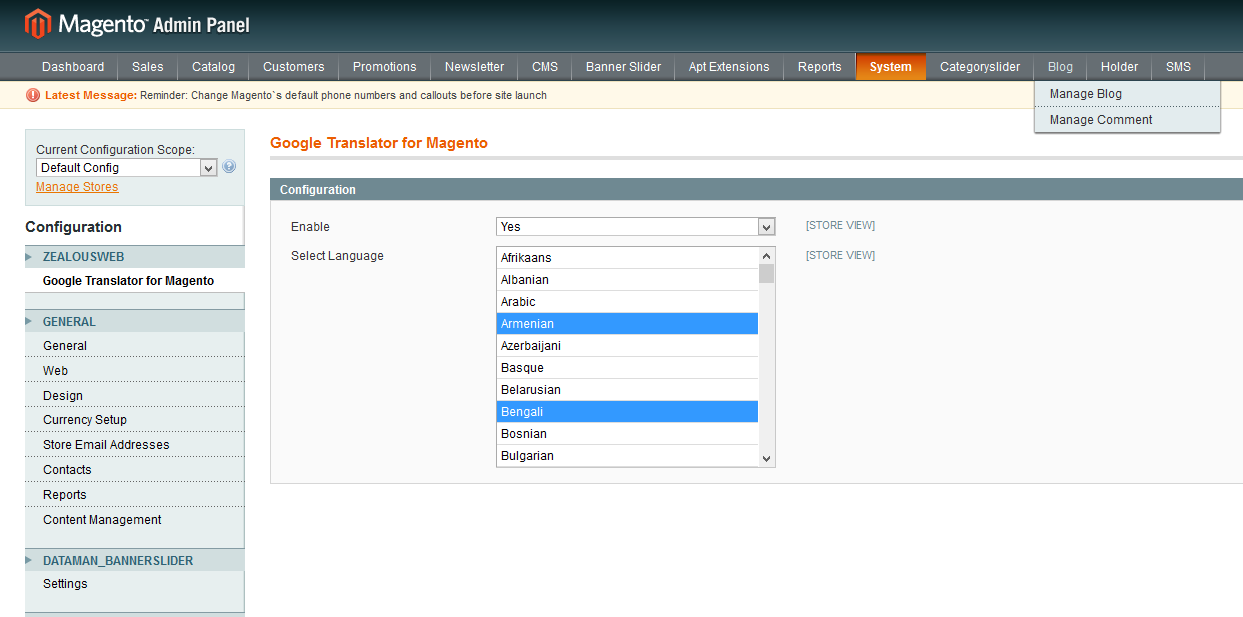 Magento™ Admin Panel
Dashboard Sales Catalog Customers Promotions Newsletter CMS Banner Slider Apt Extensions Reports System Categoryslider Blog Holder SMS
Latest Message: Reminder: Change Magento`s default phone numbers and callouts before site launch
Manage Blog
Manage Comment
Current Configuration Scope:
Default Config
Manage Stores
Configuration
ZEALOUSWEB
Google Translator for Magento
GENERAL
General
Web
Design
Currency Setup
Store Email Addresses
Contacts
Reports
Content Management
DATAMAN_BANNERSLIDER
Settings
Google Translator for Magento
Configuration
Enable Yes [STORE VIEW]
Select Language [STORE VIEW]
Afrikaans
Albanian
Arabic
Armenian
Azerbaijani
Basque
Belarusian
Bengali
Bosnian
Bulgarian